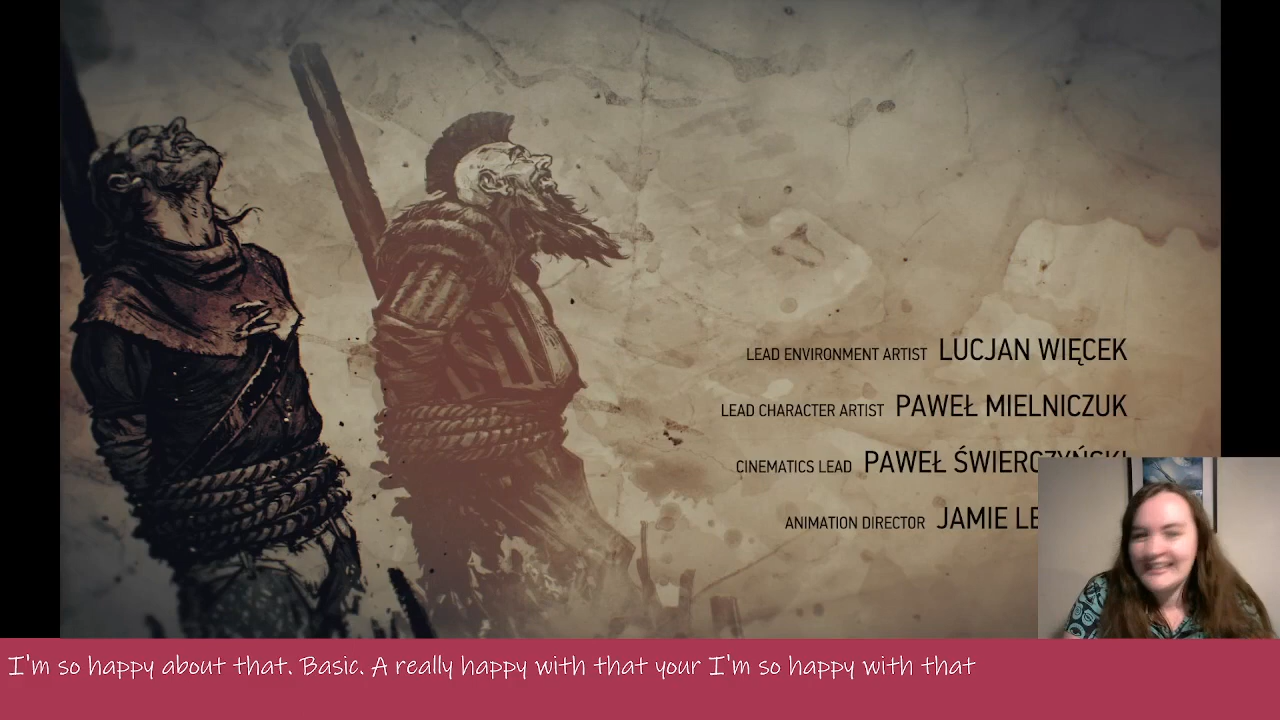 LEAD ENVIRONMENT ARTIST LUCJAN WIĘCEK
LEAD CHARACTER ARTIST PAWEŁ MIELNICZUK
CINEMATICS LEAD PAWEŁ ŚWIERCZYŃSKI
ANIMATION DIRECTOR JAMIE
I'm so happy about that. Basic. A really happy with that your I'm so happy with that